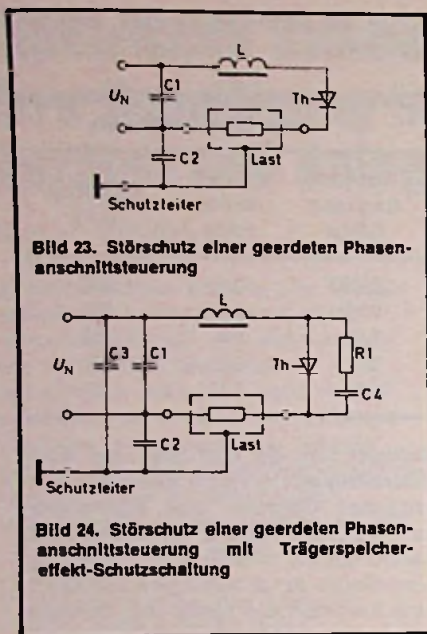 L
C1
U_N
Th
C2
Last
Schutzleiter
Bild 23. Störschutz einer geerdeten Phasen-
anschnittsteuerung
L
C3
C1
R1
U_N
Th
C4
C2
Last
Schutzleiter
Bild 24. Störschutz einer geerdeten Phasen-
anschnittsteuerung mit Trägerspeicher-
effekt-Schutzschaltung